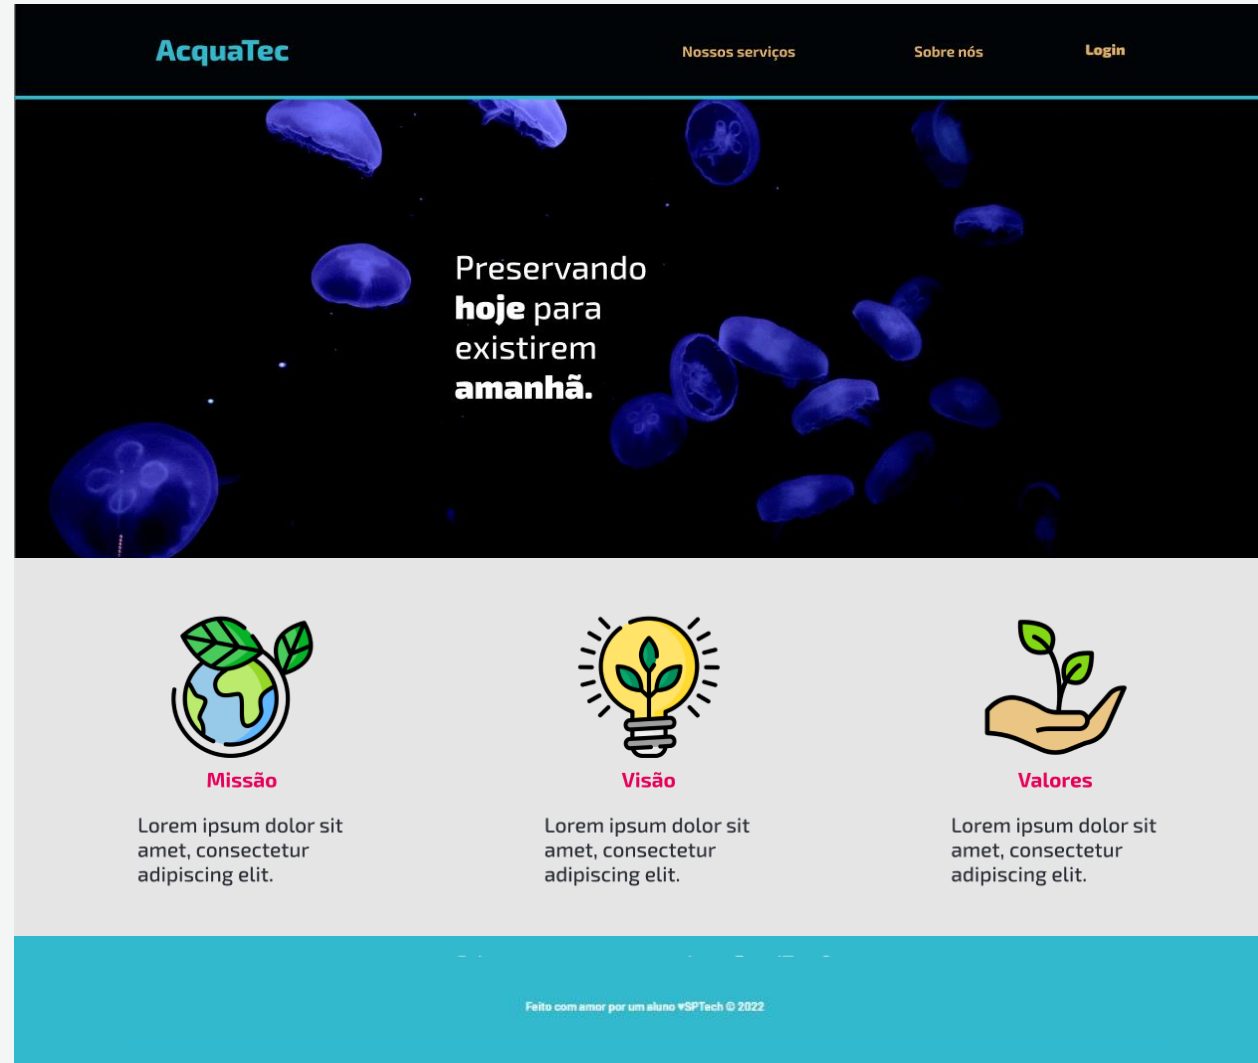 AcquaTec
Nossos serviços
Sobre nós
Login
Preservando
hoje para
existirem
amanhã.
Missão
Lorem ipsum dolor sit
amet, consectetur
adipiscing elit.
Visão
Lorem ipsum dolor sit
amet, consectetur
adipiscing elit.
Valores
Lorem ipsum dolor sit
amet, consectetur
adipiscing elit.
Feito com amor por um aluno ♥SPTech © 2022